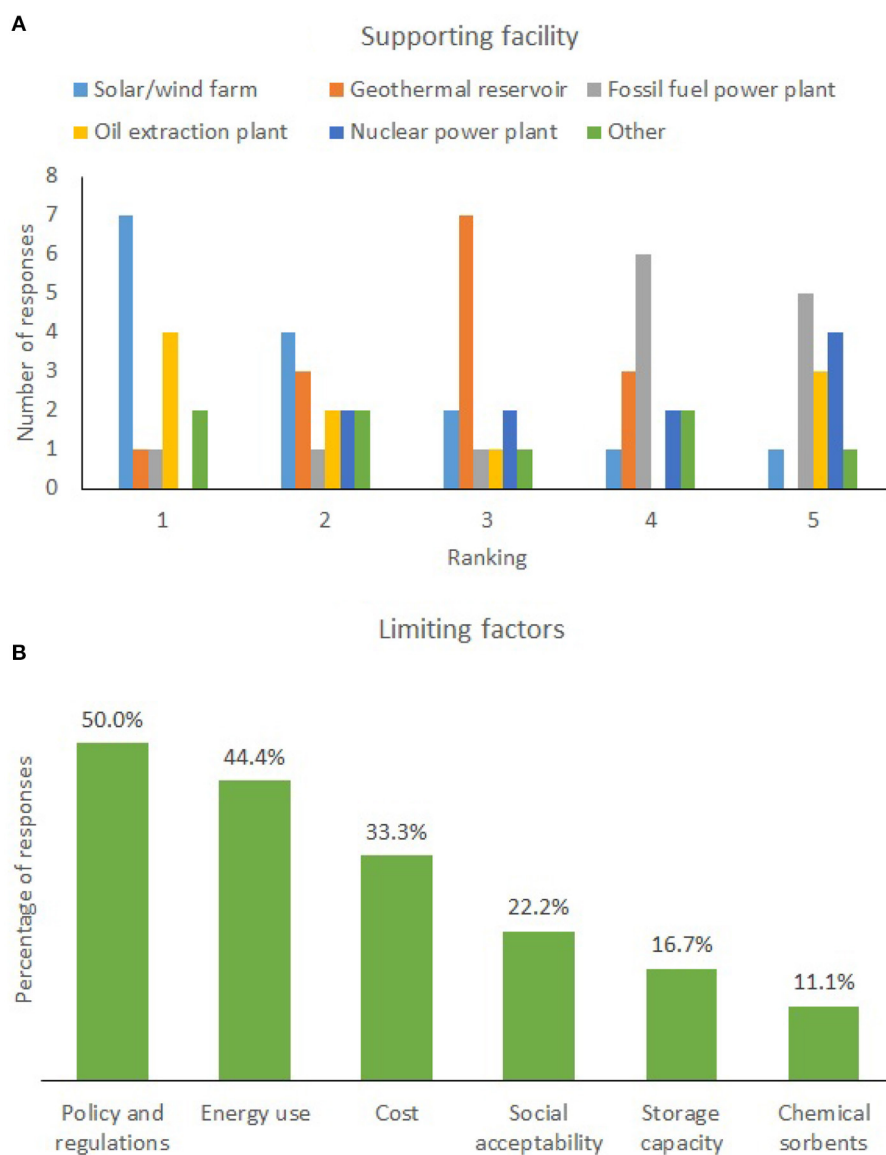 A
Supporting facility
Solar/wind farm Geothermal reservoir Fossil fuel power plant
Oil extraction plant Nuclear power plant Other
Number of responses
8
7
6
5
4
3
2
1
0
1 2 3 4 5
Ranking
Limiting factors
B
Percentage of responses
50.0%
44.4%
33.3%
22.2%
16.7%
11.1%
Policy and regulations
Energy use
Cost
Social acceptability
Storage capacity
Chemical sorbents